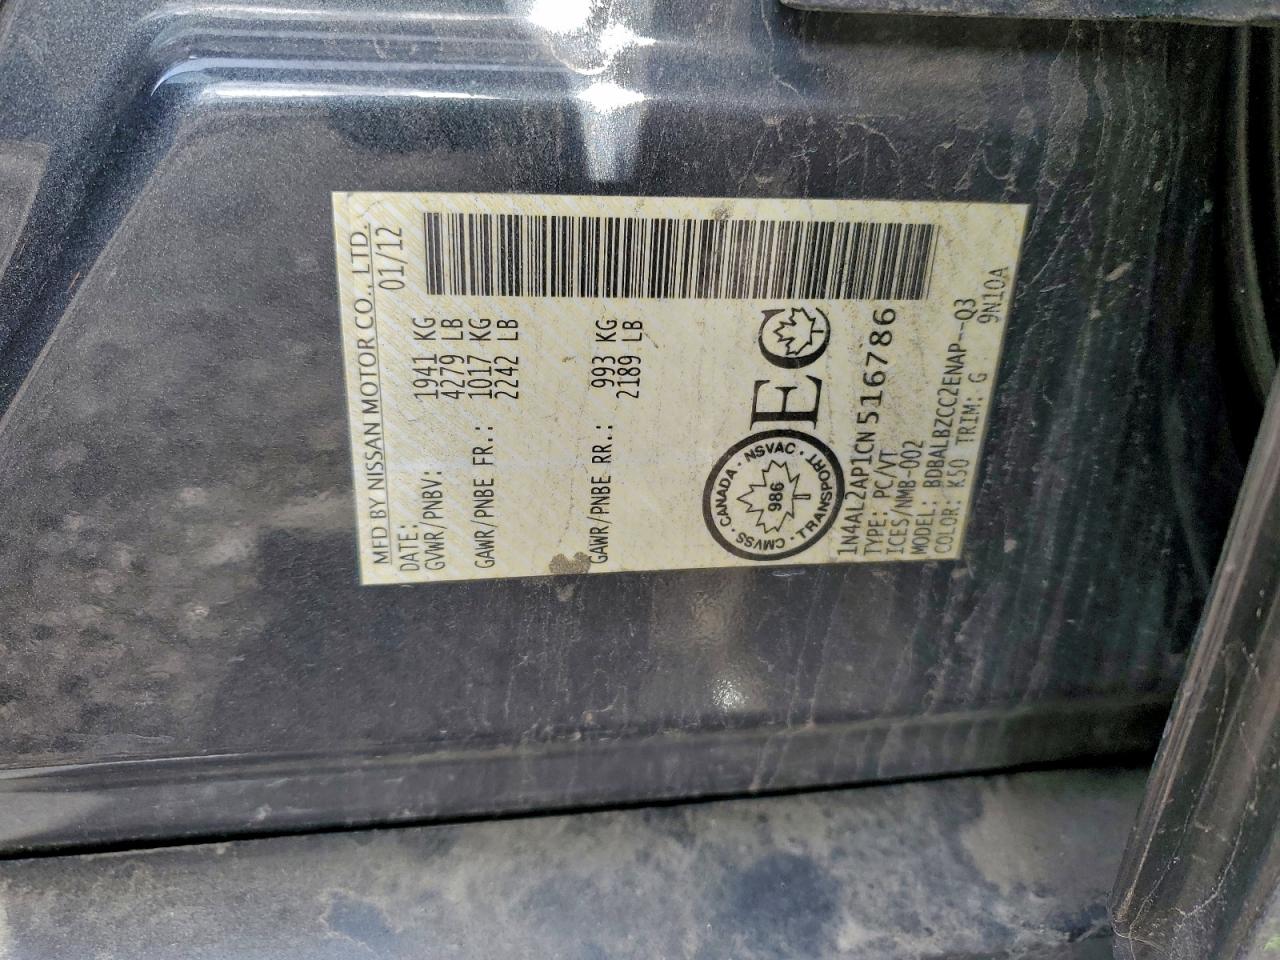 MFD BY NISSAN MOTOR CO., LTD.
DATE: 01/12
GVWR/PNBV: 1941 KG
4279 LB
GAWR/PNBE FR.: 1017 KG
2242 LB
GAWR/PNBE RR.: 993 KG
2189 LB
CANADA · NSVAC · TRANSPORT · CMVSS ·
986
EC
T
1N4AL2AP1CN516786
TYPE: PC/VT
ICES/NMB-002
MODEL: BDBALBZCC2ENAP--Q3
COLOR: K50 TRIM: G 9N10A